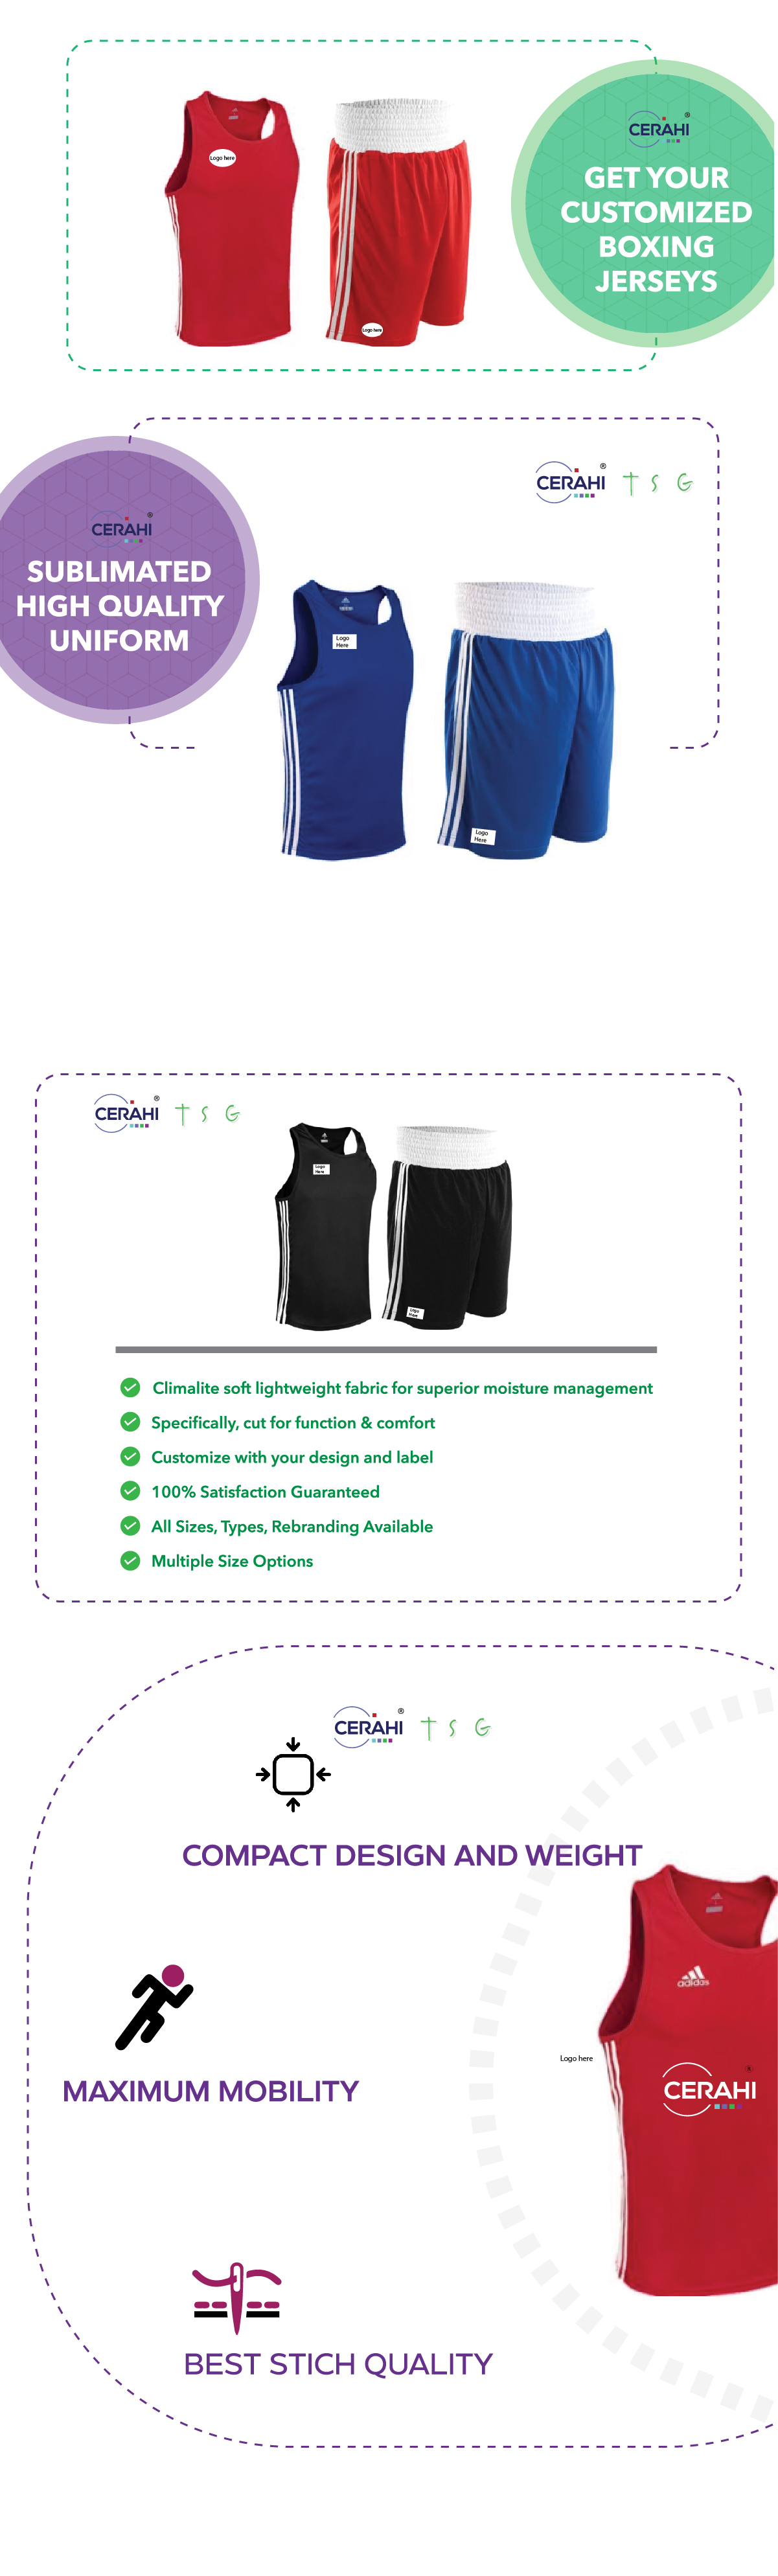 Logo here
Logo here
CERAHI ®
GET YOUR
CUSTOMIZED
BOXING
JERSEYS
CERAHI ® T S G
CERAHI ®
SUBLIMATED
HIGH QUALITY
UNIFORM
Logo
Here
Logo
Here
CERAHI ® T S G
Logo
Here
Logo
Here
Climalite soft lightweight fabric for superior moisture management
Specifically, cut for function & comfort
Customize with your design and label
100% Satisfaction Guaranteed
All Sizes, Types, Rebranding Available
Multiple Size Options
CERAHI ® T S G
COMPACT DESIGN AND WEIGHT
adidas
Logo here
CERAHI
MAXIMUM MOBILITY
BEST STICH QUALITY